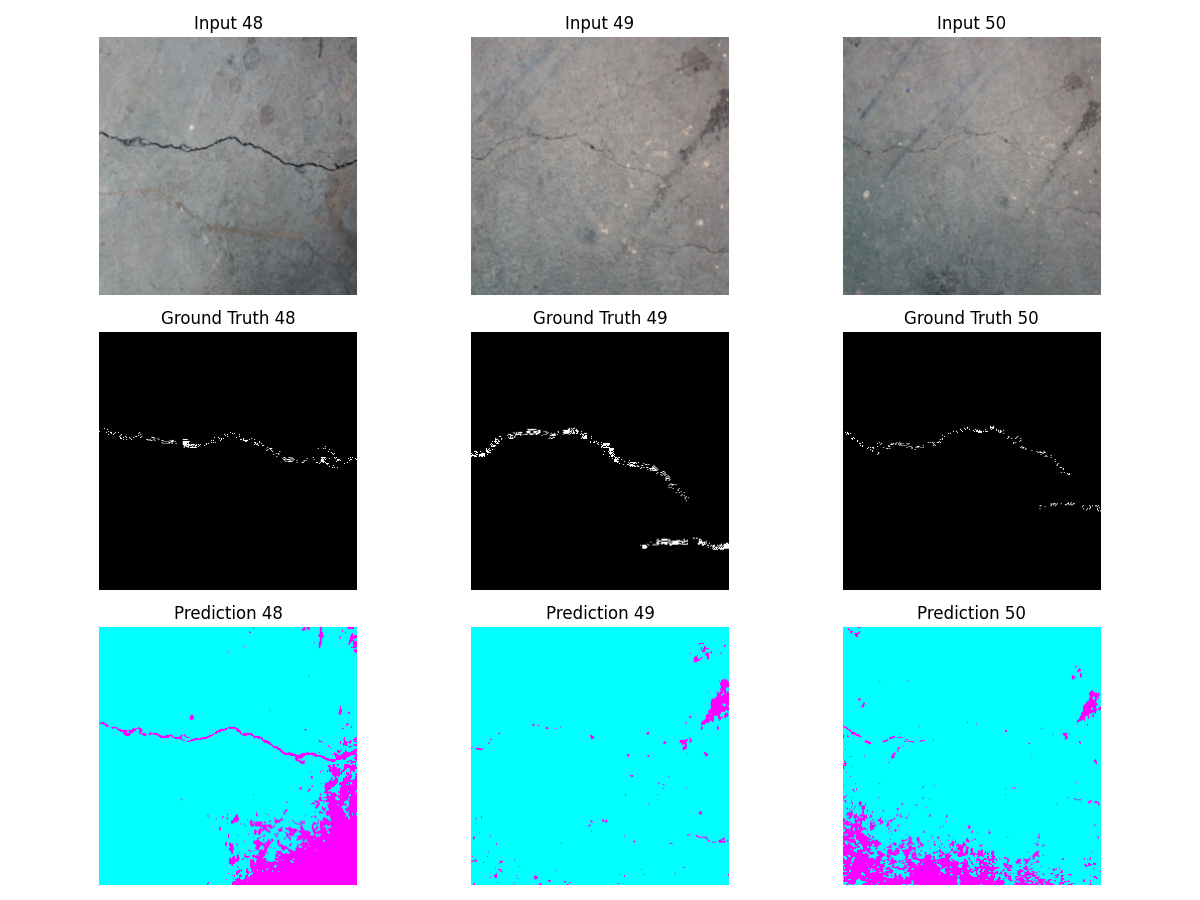 Input 48
Input 49
Input 50
Ground Truth 48
Ground Truth 49
Ground Truth 50
Prediction 48
Prediction 49
Prediction 50